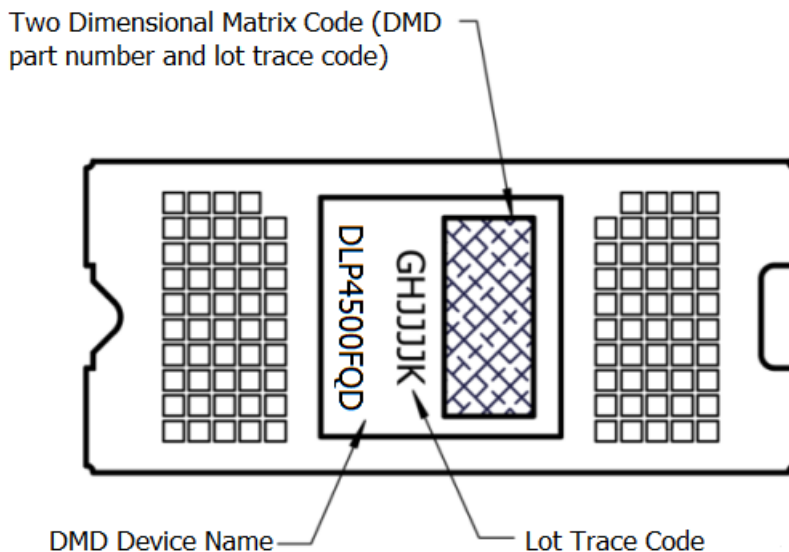 Two Dimensional Matrix Code (DMD
part number and lot trace code)
DLP4500FQD
GHJJJJK
DMD Device Name
Lot Trace Code